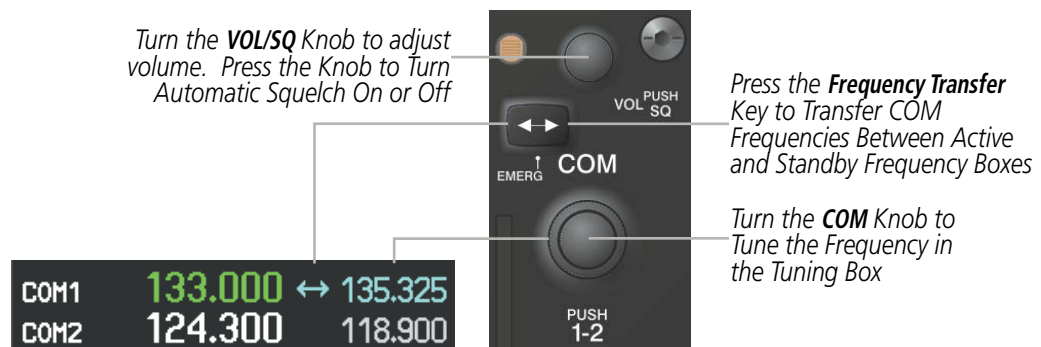 Turn the VOL/SQ Knob to adjust
volume. Press the Knob to Turn
Automatic Squelch On or Off
VOL PUSH
SQ
EMERG
COM
PUSH
1-2
Press the Frequency Transfer
Key to Transfer COM
Frequencies Between Active
and Standby Frequency Boxes
Turn the COM Knob to
Tune the Frequency in
the Tuning Box
COM1 133.000 ↔ 135.325
COM2 124.300 118.900